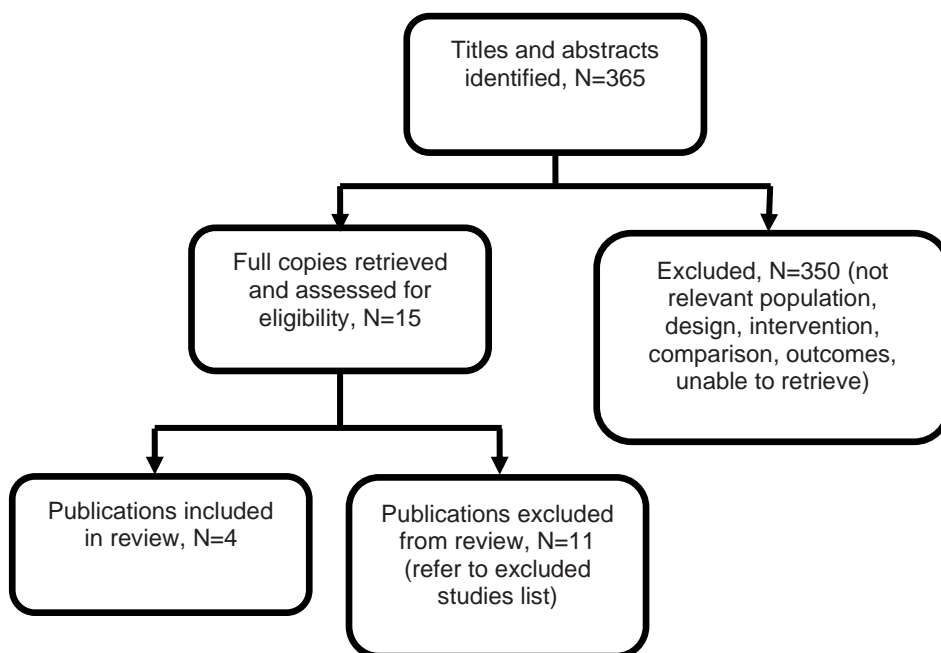 Titles and abstracts
identified, N=365
Full copies retrieved
and assessed for
eligibility, N=15
Excluded, N=350 (not
relevant population,
design, intervention,
comparison, outcomes,
unable to retrieve)
Publications included
in review, N=4
Publications excluded
from review, N=11
(refer to excluded
studies list)